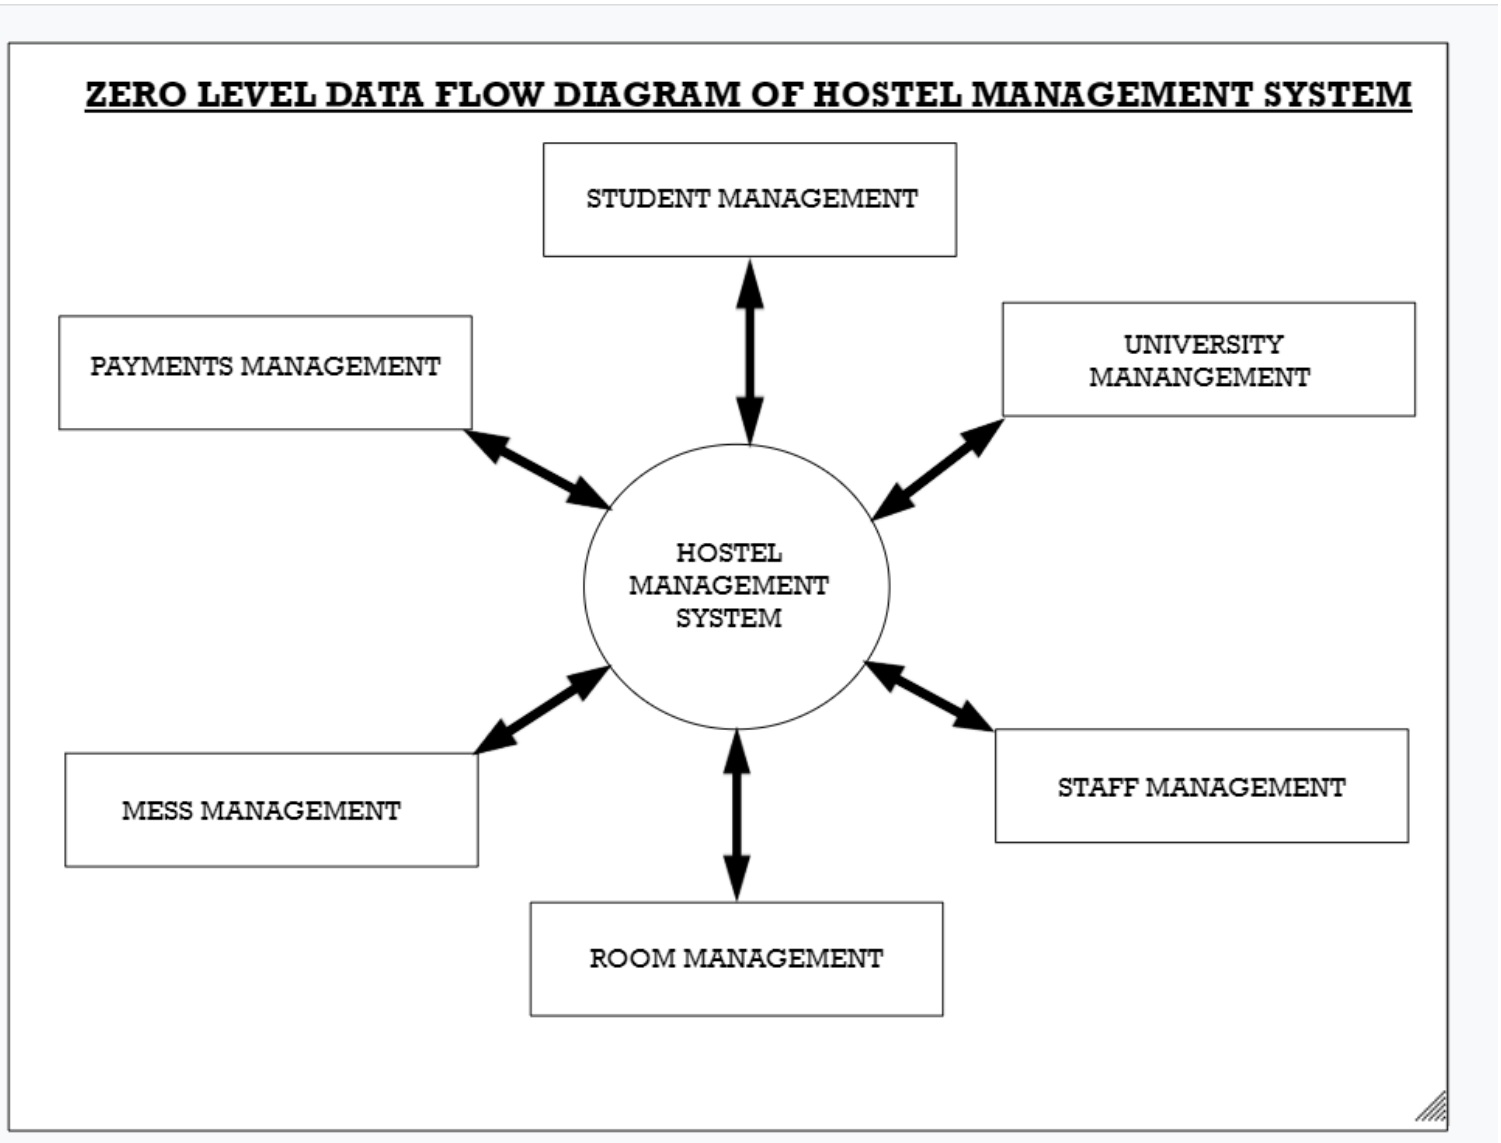 ZERO LEVEL DATA FLOW DIAGRAM OF HOSTEL MANAGEMENT SYSTEM
STUDENT MANAGEMENT
PAYMENTS MANAGEMENT
UNIVERSITY
MANANGEMENT
HOSTEL
MANAGEMENT
SYSTEM
MESS MANAGEMENT
STAFF MANAGEMENT
ROOM MANAGEMENT